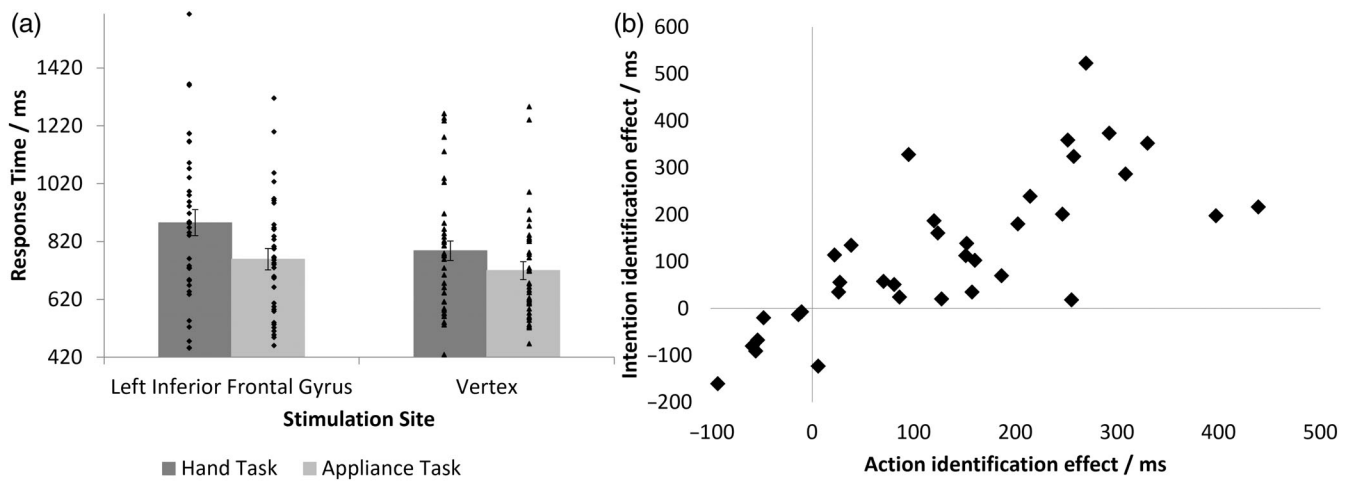 (a)
Response Time / ms
1420
1220
1020
820
620
420
Left Inferior Frontal Gyrus Vertex
Stimulation Site
Hand Task Appliance Task
(b)
Intention identification effect / ms
600
500
400
300
200
100
0
−100
−200
−100 0 100 200 300 400 500
Action identification effect / ms